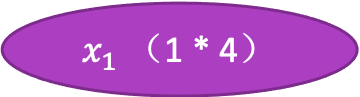 x₁ （1 * 4）